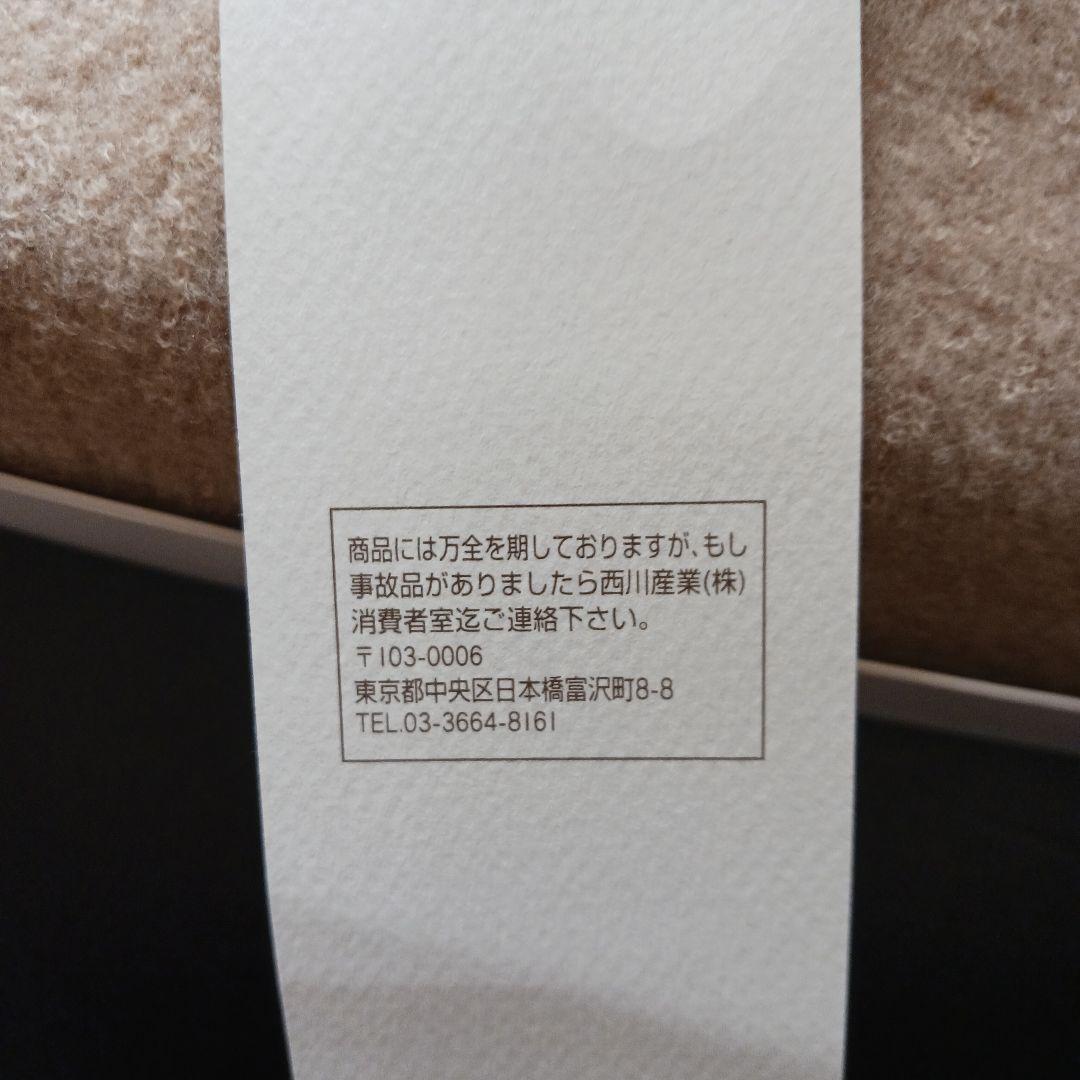 商品には万全を期しておりますが､もし
事故品がありましたら西川産業(株)
消費者室迄ご連絡下さい。
〒103-0006
東京都中央区日本橋富沢町8-8
TEL.03-3664-8161